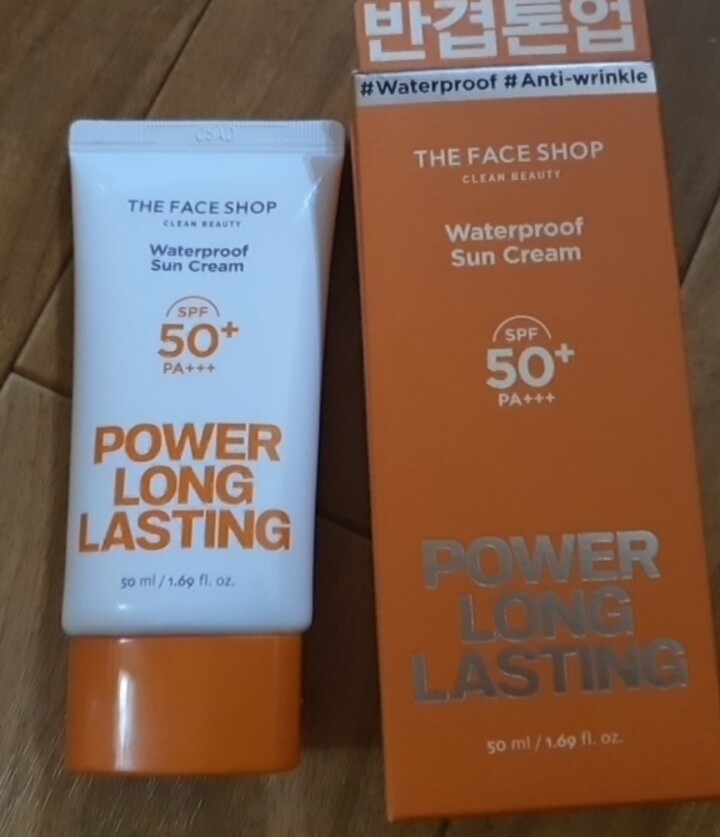 THE FACE SHOP
CLEAN BEAUTY
Waterproof
Sun Cream
SPF
50+
PA+++
POWER
LONG
LASTING
50 ml / 1.69 fl. oz.
반겹톤업
#Waterproof #Anti-wrinkle
THE FACE SHOP
CLEAN BEAUTY
Waterproof
Sun Cream
SPF
50+
PA+++
POWER
LONG
LASTING
50 ml / 1.69 fl. oz.